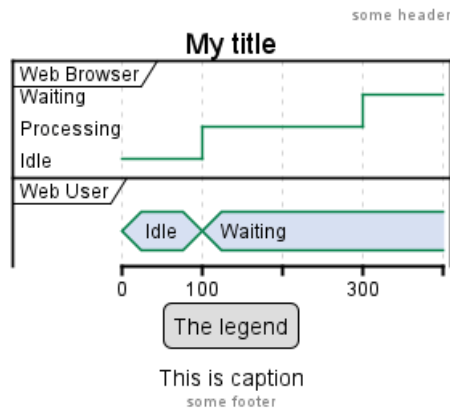 some header
My title
Web Browser
Waiting
Processing
Idle
Web User
Idle Waiting
0 100 300
The legend
This is caption
some footer